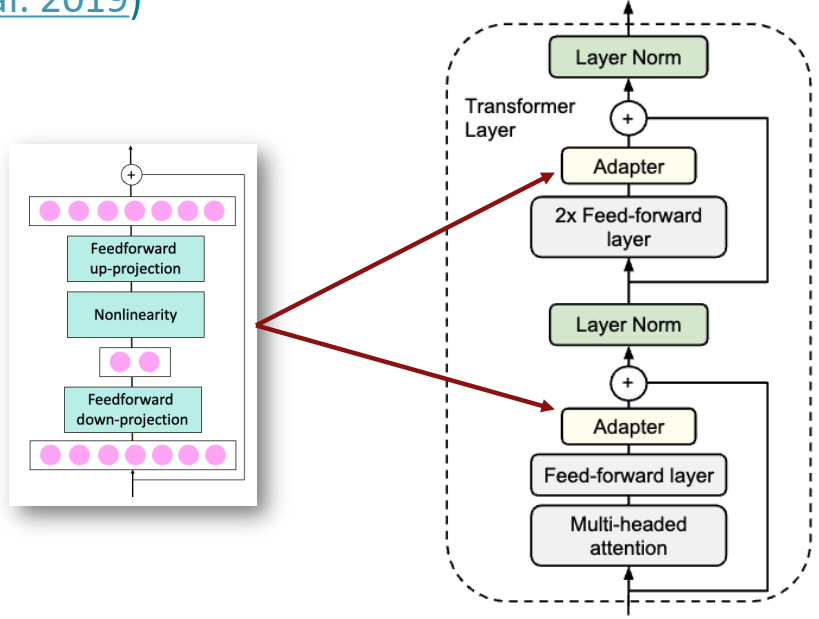 2019)
Feedforward
up-projection
Nonlinearity
Feedforward
down-projection
Layer Norm
Transformer
Layer
+
Adapter
2x Feed-forward
layer
Layer Norm
+
Adapter
Feed-forward layer
Multi-headed
attention
+